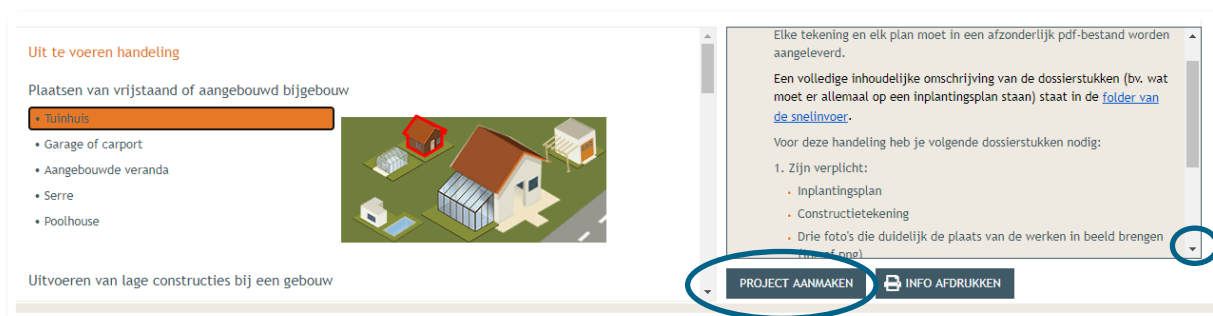 Uit te voeren handeling
Plaatsen van vrijstaand of aangebouwd bijgebouw
• Tuinhuis
• Garage of carport
• Aangebouwde veranda
• Serre
• Poolhouse
Uitvoeren van lage constructies bij een gebouw
Elke tekening en elk plan moet in een afzonderlijk pdf-bestand worden
aangeleverd.
Een volledige inhoudelijke omschrijving van de dossierstukken (bv. wat
moet er allemaal op een inplantingsplan staan) staat in de folder van
de snelinvoer.
Voor deze handeling heb je volgende dossierstukken nodig:
1. Zijn verplicht:
• Inplantingsplan
• Constructietekening
• Drie foto's die duidelijk de plaats van de werken in beeld brengen
of png)
PROJECT AANMAKEN
INFO AFDRUKKEN